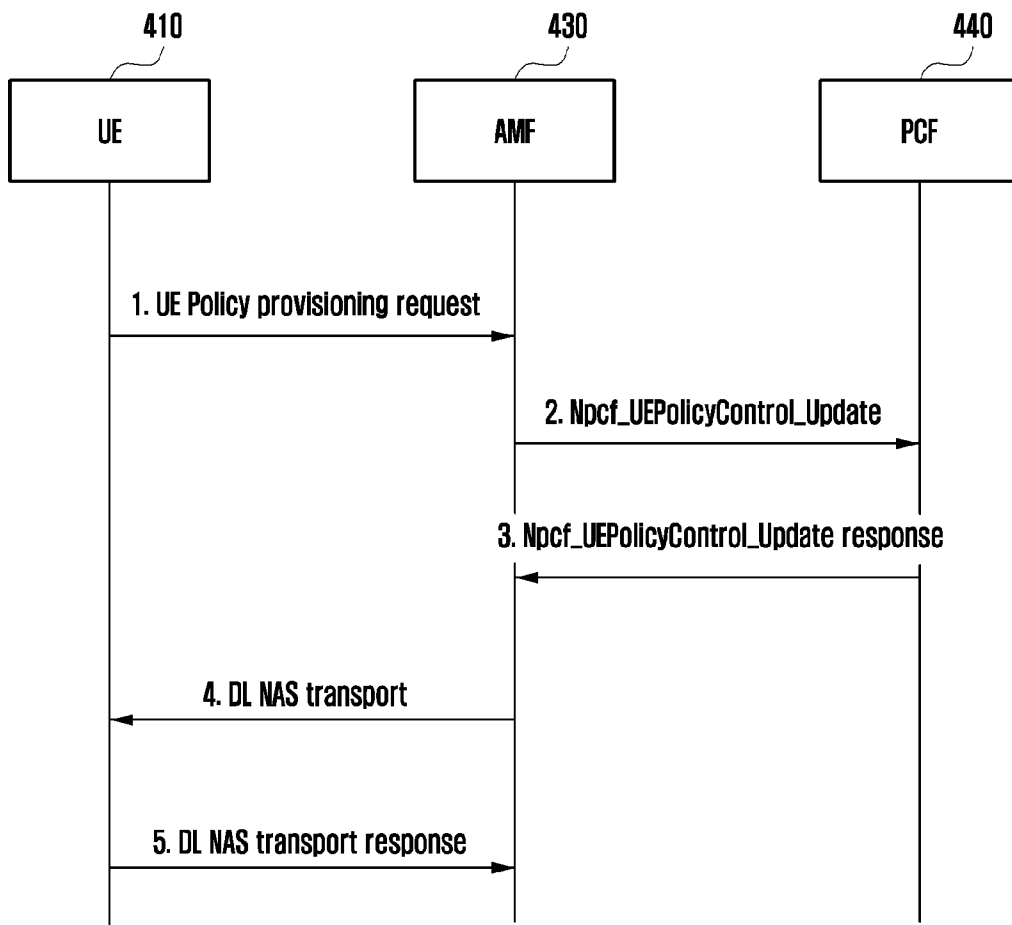 410
430
440
UE
AMF
PCF
1. UE Policy provisioning request
2. Npcf_UEPolicyControl_Update
3. Npcf_UEPolicyControl_Update response
4. DL NAS transport
5. DL NAS transport response